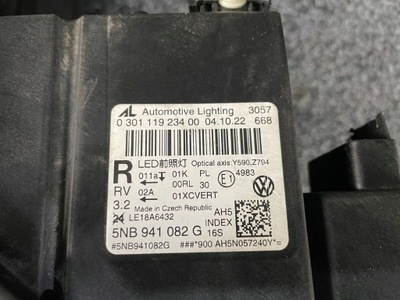 AL Automotive Lighting 3057
0 301 119 234 00 04.10.22 668
LED前照灯 Optical axis:Y590,Z794
R 011a 01K PL E1 4983
00RL 30
RV 02A 01XCVERT
3.2 Made in Czech Republic AH5
LE18A6432 INDEX
5NB 941 082 G 16S
#5NB941082G ###*900 AH5N057240Y*=